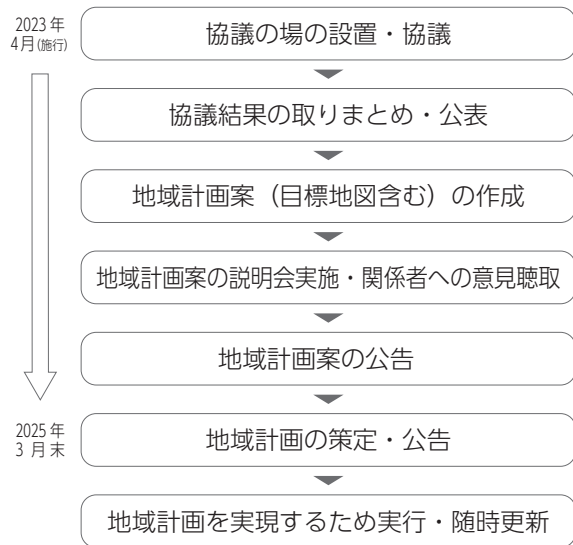 2023年
4月(施行)
協議の場の設置・協議
協議結果の取りまとめ・公表
地域計画案（目標地図含む）の作成
地域計画案の説明会実施・関係者への意見聴取
地域計画案の公告
2025年
3月末
地域計画の策定・公告
地域計画を実現するため実行・随時更新